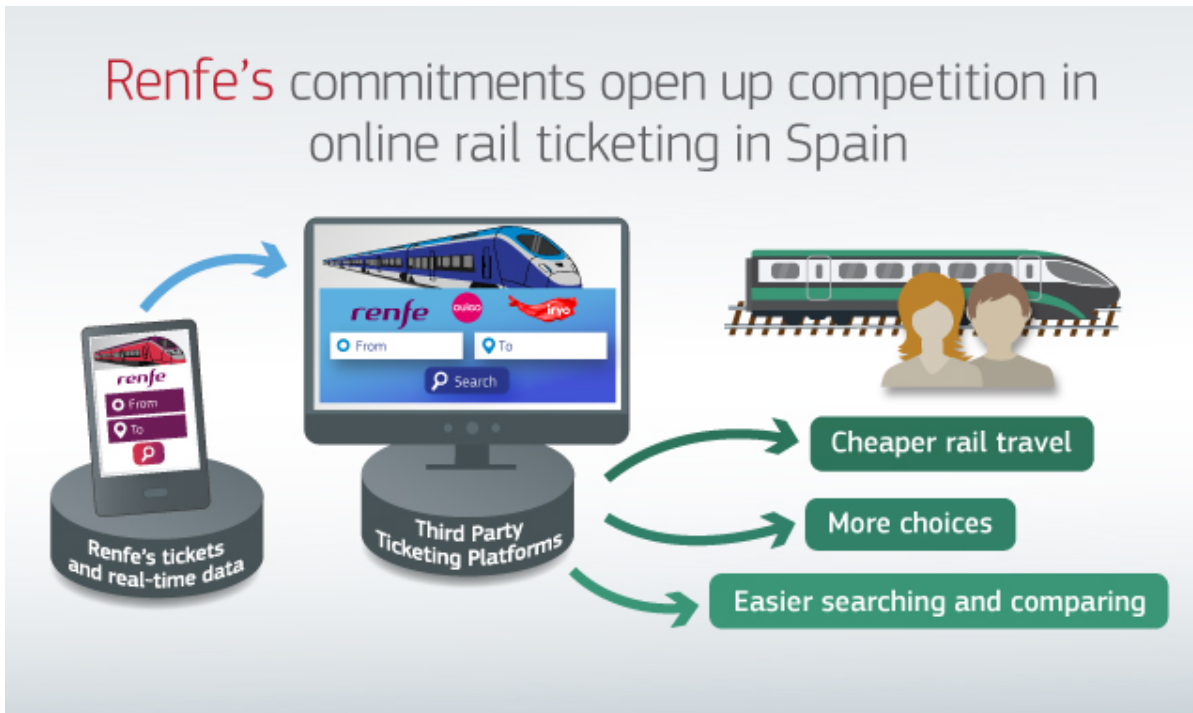 Renfe's commitments open up competition in
online rail ticketing in Spain
renfe
From
To
Renfe's tickets
and real-time data
renfe
ouigo
iryo
From
To
Search
Third Party
Ticketing Platforms
Cheaper rail travel
More choices
Easier searching and comparing